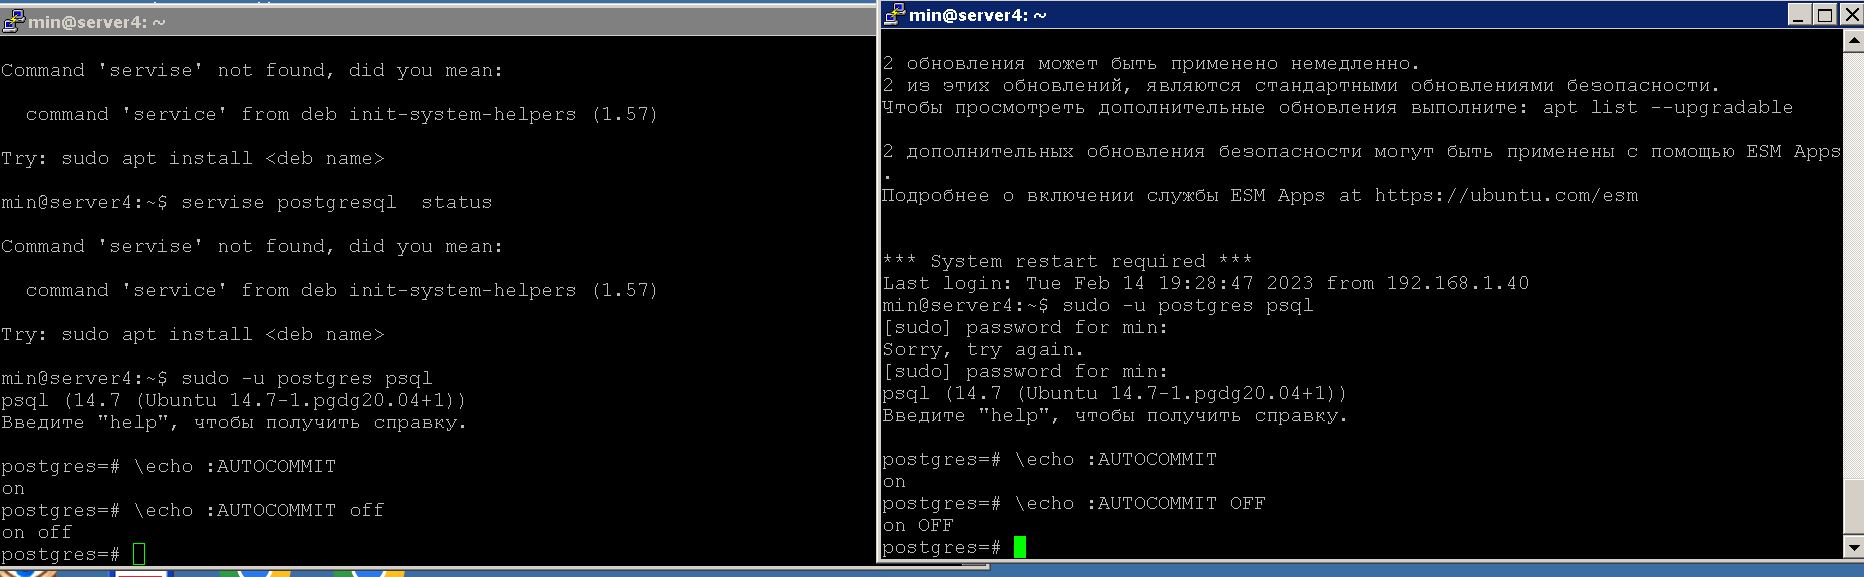 min@server4: ~
Command 'servise' not found, did you mean:
command 'service' from deb init-system-helpers (1.57)
Try: sudo apt install <deb name>
min@server4:~$ servise postgresql  status
Command 'servise' not found, did you mean:
command 'service' from deb init-system-helpers (1.57)
Try: sudo apt install <deb name>
min@server4:~$ sudo -u postgres psql
psql (14.7 (Ubuntu 14.7-1.pgdg20.04+1))
Введите "help", чтобы получить справку.
postgres=# \echo :AUTOCOMMIT
on
postgres=# \echo :AUTOCOMMIT off
on off
postgres=#
min@server4: ~
2 обновления может быть применено немедленно.
2 из этих обновлений, являются стандартными обновлениями безопасности.
Чтобы просмотреть дополнительные обновления выполните: apt list --upgradable
2 дополнительных обновления безопасности могут быть применены с помощью ESM Apps
.
Подробнее о включении службы ESM Apps at https://ubuntu.com/esm
*** System restart required ***
Last login: Tue Feb 14 19:28:47 2023 from 192.168.1.40
min@server4:~$ sudo -u postgres psql
[sudo] password for min:
Sorry, try again.
[sudo] password for min:
psql (14.7 (Ubuntu 14.7-1.pgdg20.04+1))
Введите "help", чтобы получить справку.
postgres=# \echo :AUTOCOMMIT
on
postgres=# \echo :AUTOCOMMIT OFF
on OFF
postgres=#